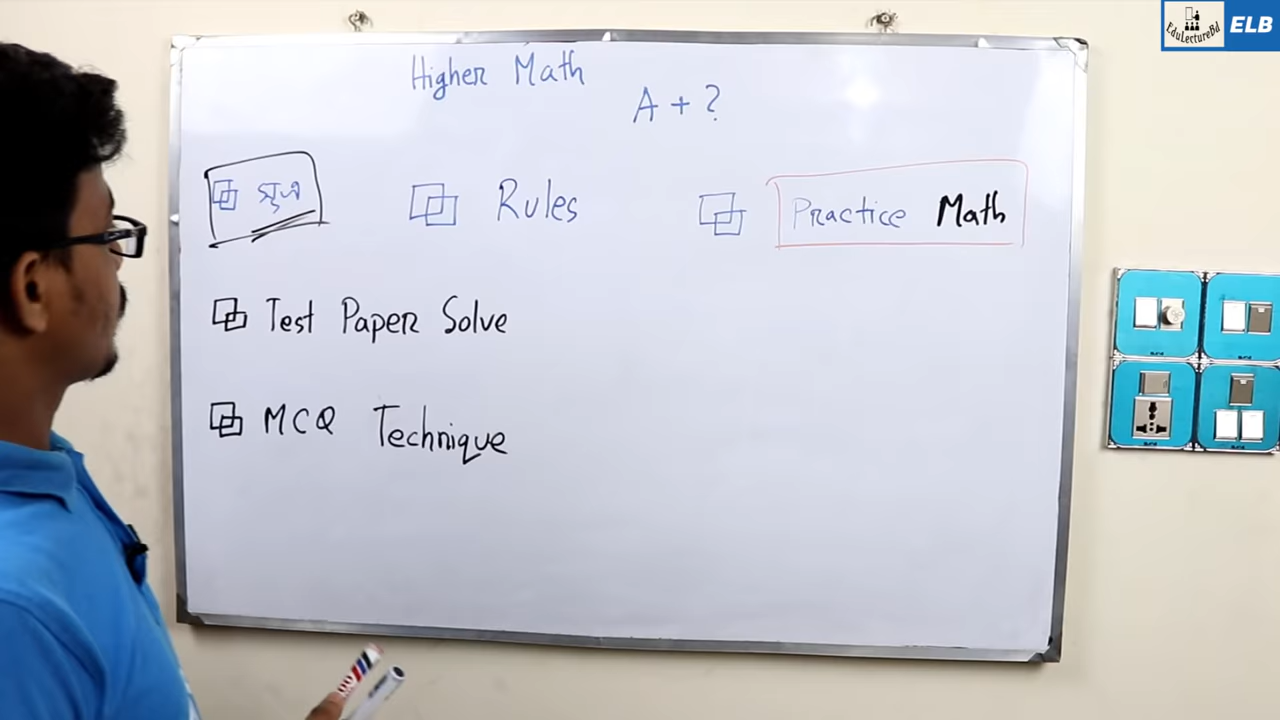 EduLectureBd ELB
Higher Math
A+?
সূত্র Rules Practice Math
Test Paper Solve
MCQ Technique